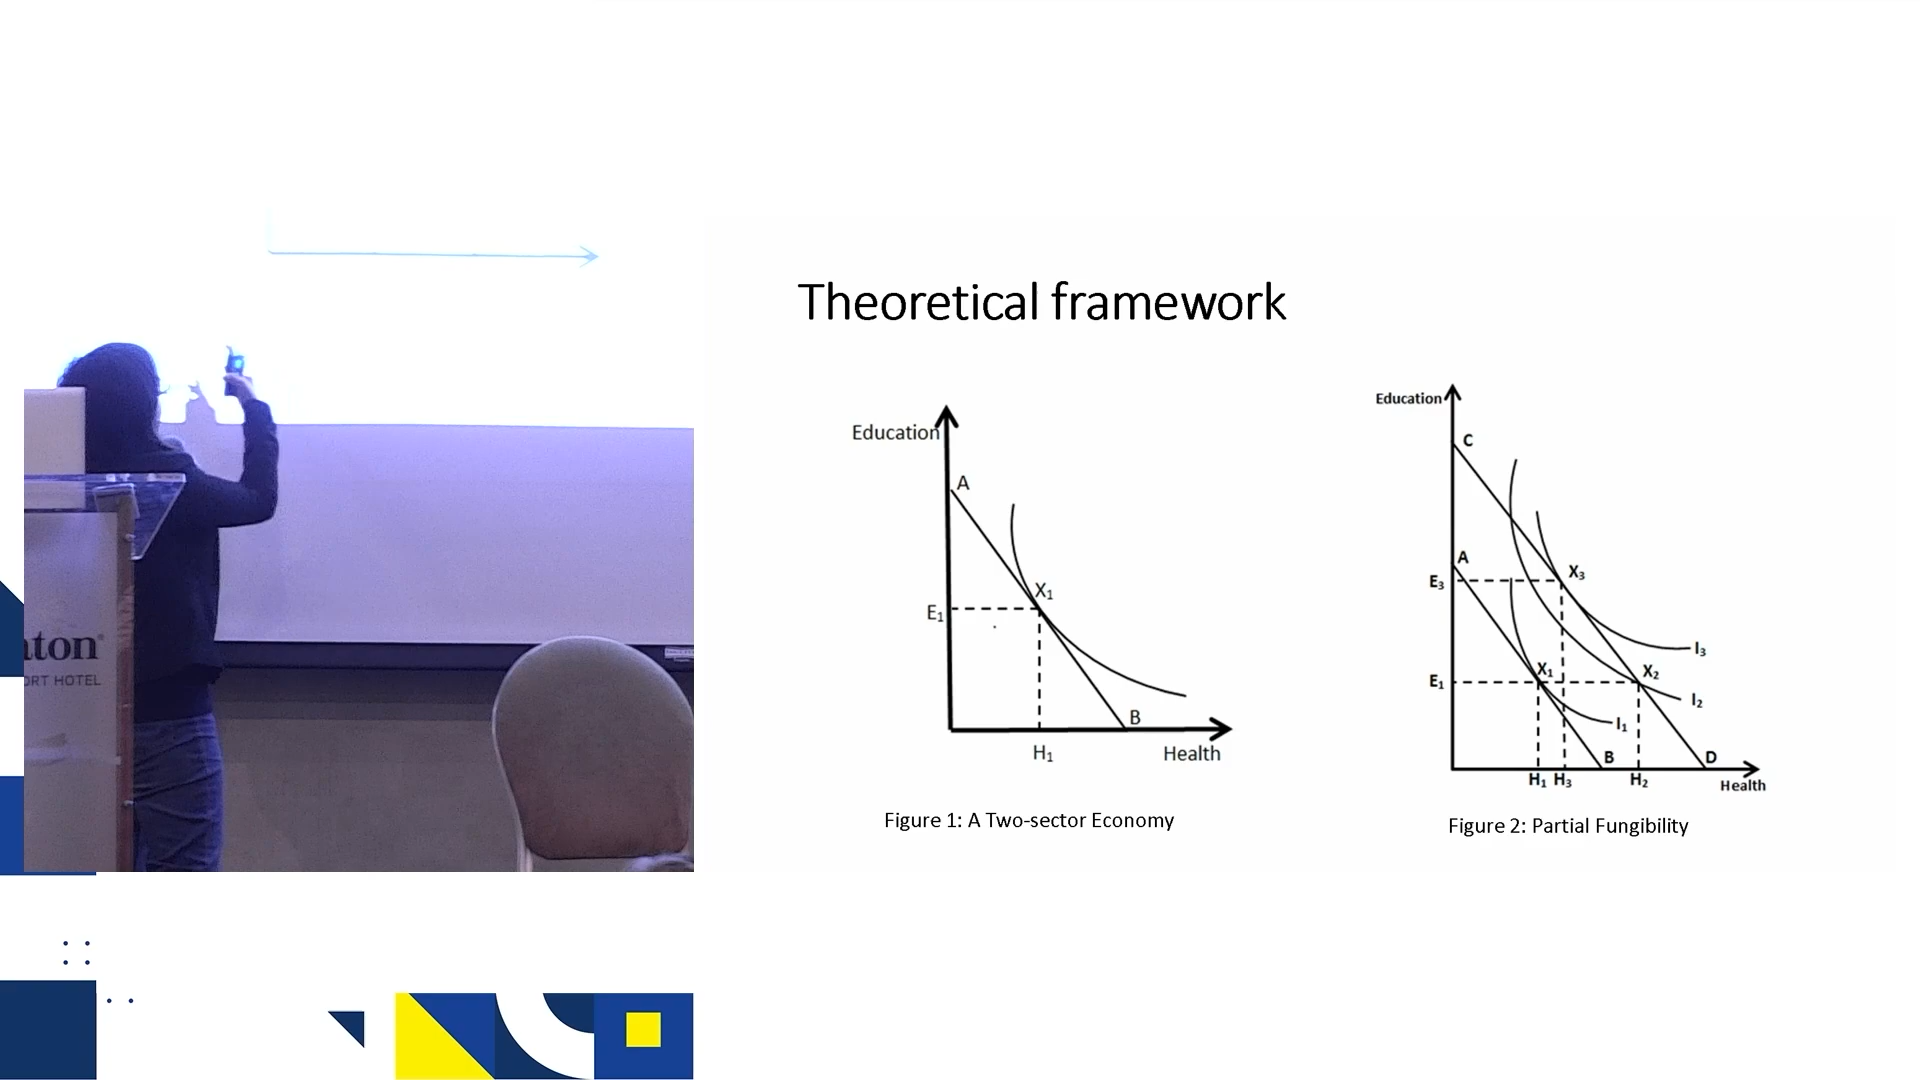 Theoretical framework
Education
A
X₁
E₁
B
H₁
Health
Figure 1: A Two-sector Economy
Education
C
A
E₃
X₃
I₃
E₁
X₁
X₂
I₂
I₁
B
D
H₁ H₃
H₂
Health
Figure 2: Partial Fungibility
ORT HOTEL